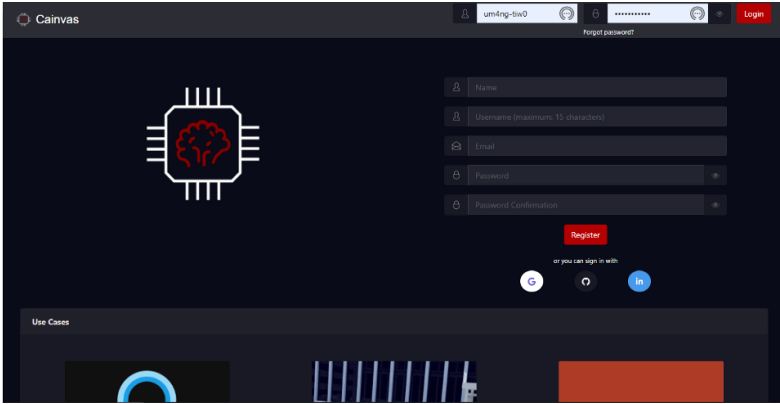 Cainvas
um4ng-tiw0
•••••••••••
Login
Forgot password?
Name
Username (maximum: 15 characters)
Email
Password
Password Confirmation
Register
or you can sign in with
G
in
Use Cases